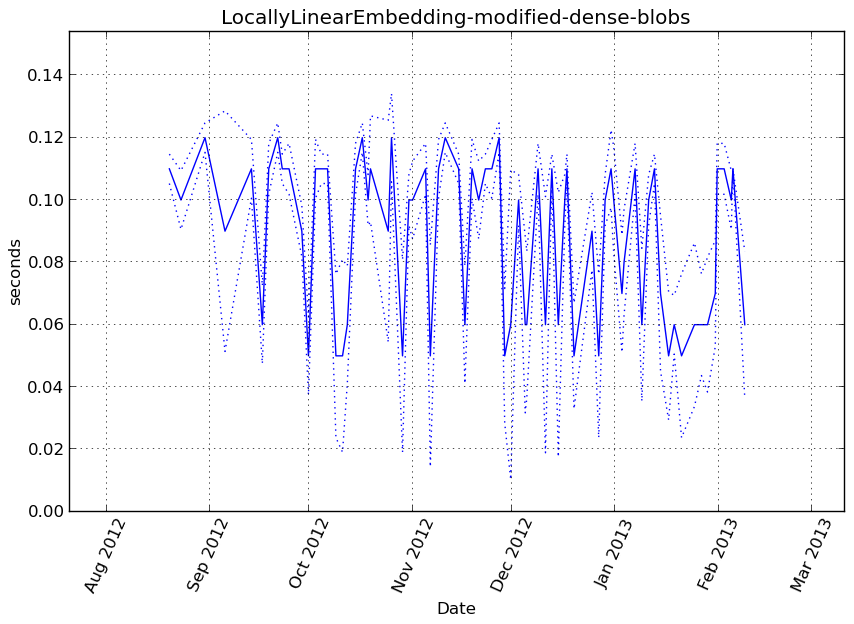 LocallyLinearEmbedding-modified-dense-blobs
0.14
0.12
0.10
0.08
0.06
0.04
0.02
0.00
seconds
Aug 2012
Sep 2012
Oct 2012
Nov 2012
Dec 2012
Jan 2013
Feb 2013
Mar 2013
Date